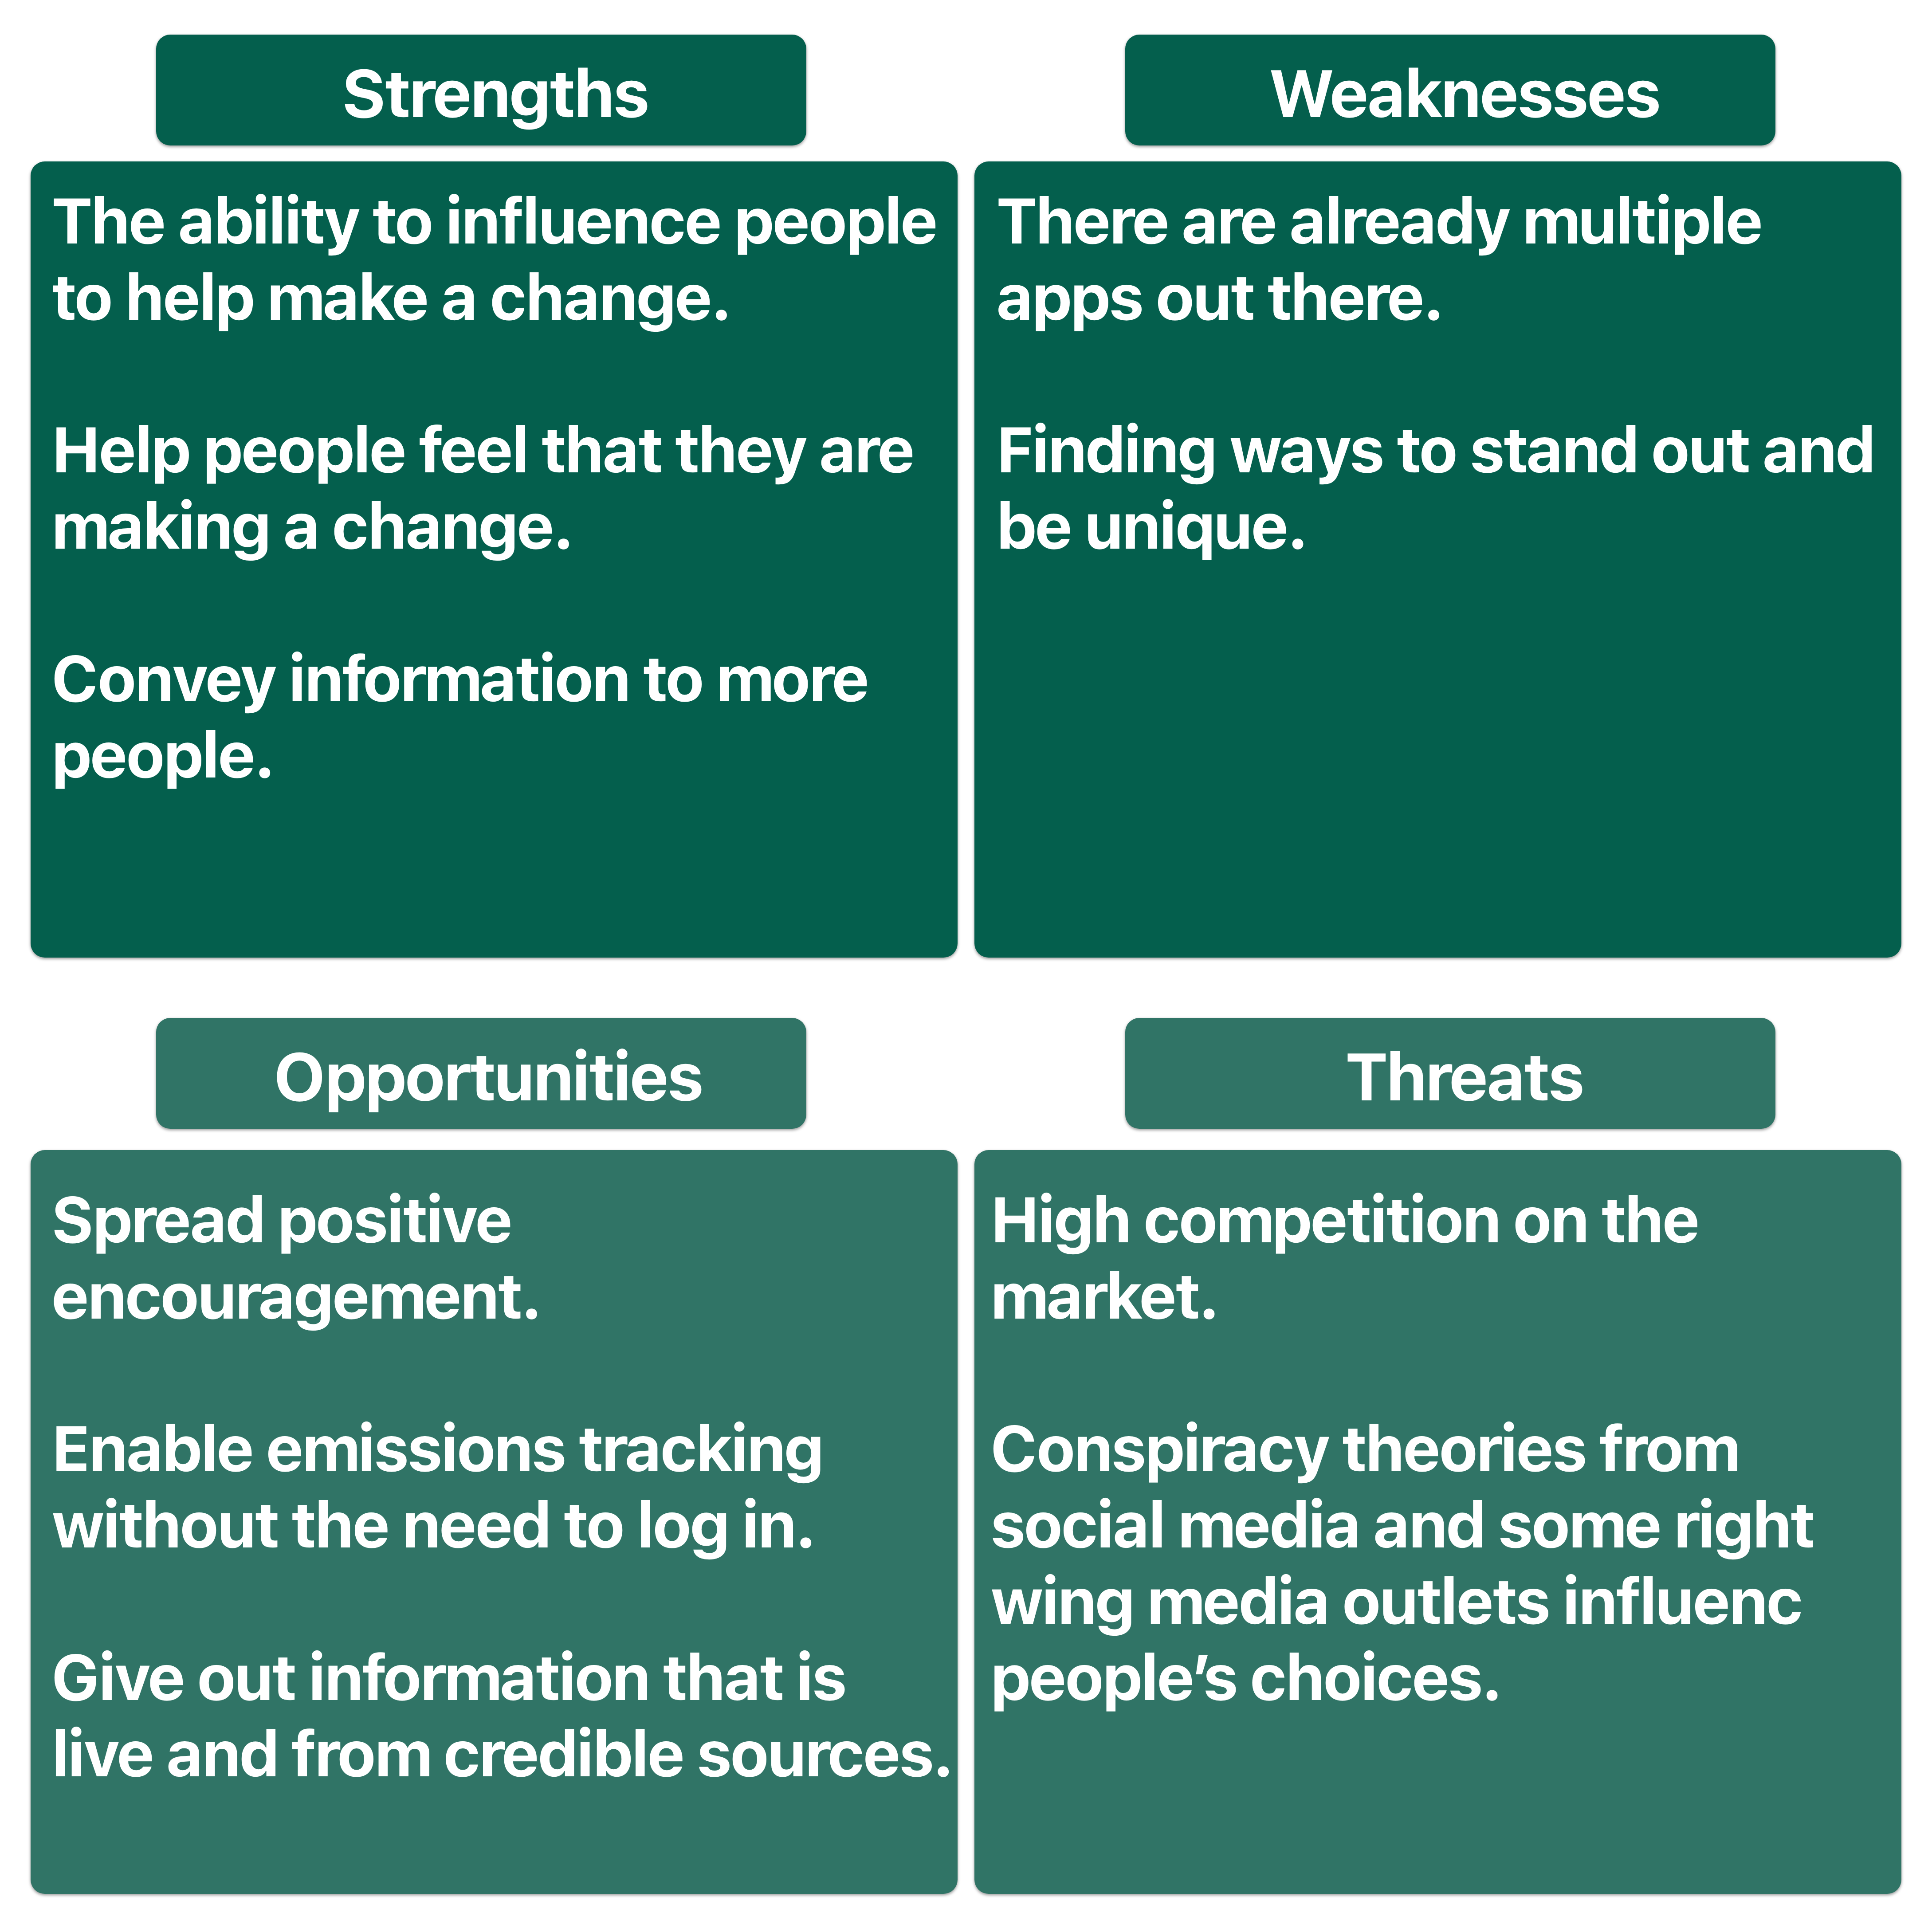 Strengths
The ability to influence people
to help make a change.
Help people feel that they are
making a change.
Convey information to more
people.
Weaknesses
There are already multiple
apps out there.
Finding ways to stand out and
be unique.
Opportunities
Spread positive
encouragement.
Enable emissions tracking
without the need to log in.
Give out information that is
live and from credible sources.
Threats
High competition on the
market.
Conspiracy theories from
social media and some right
wing media outlets influenc
people’s choices.